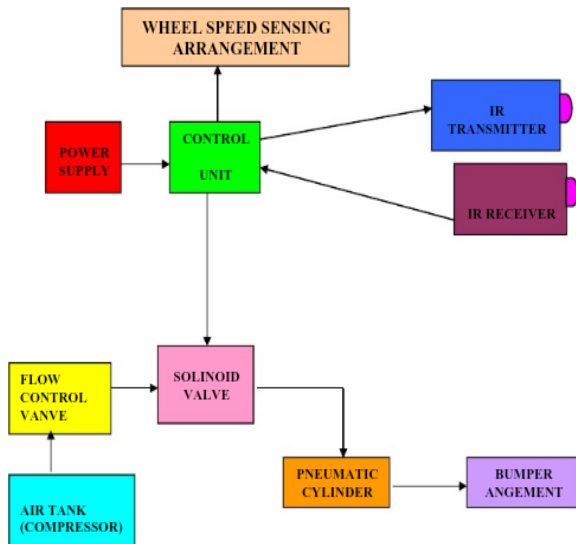 WHEEL SPEED SENSING
ARRANGEMENT
IR
TRANSMITTER
POWER
SUPPLY
CONTROL
UNIT
IR RECEIVER
FLOW
CONTROL
VANVE
SOLINOID
VALVE
AIR TANK
(COMPRESSOR)
PNEUMATIC
CYLINDER
BUMPER
ANGEMENT